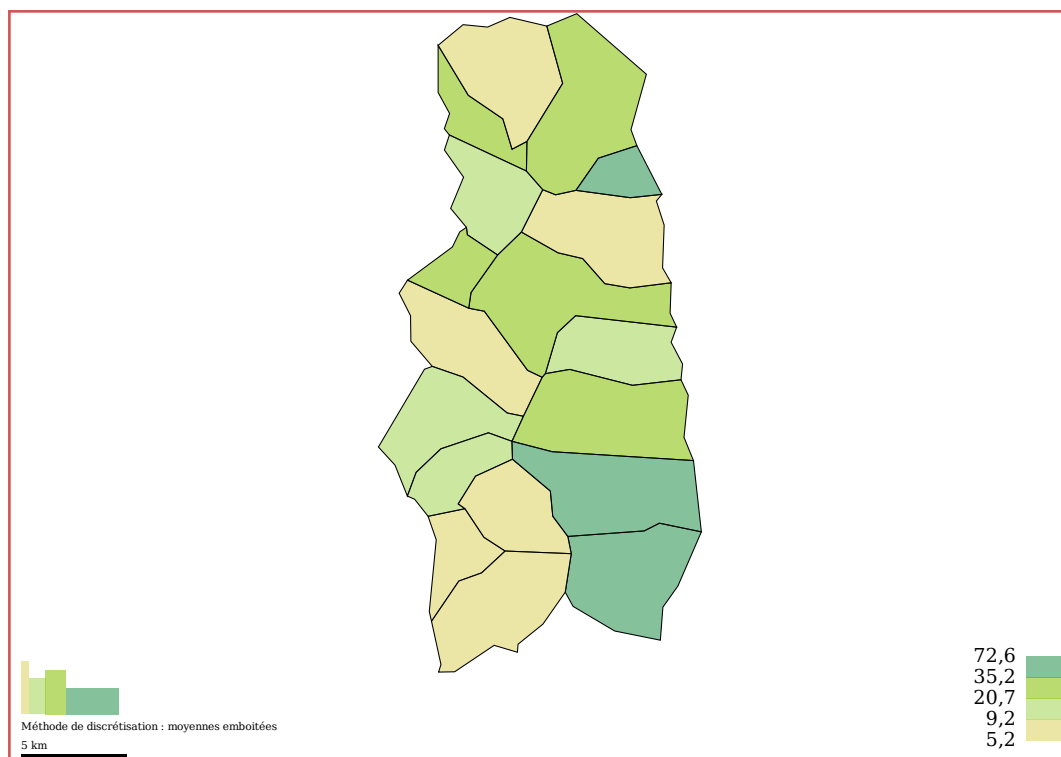 72,6
35,2
20,7
9,2
5,2
Méthode de discrétisation : moyennes emboitées
5 km